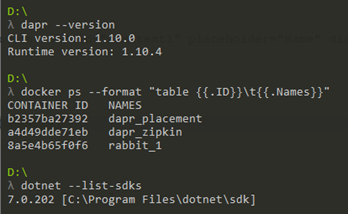 D:\
λ dapr --version
CLI version: 1.10.0
Runtime version: 1.10.4
D:\
λ docker ps --format "table {{.ID}}\t{{.Names}}"
CONTAINER ID   NAMES
b2357ba27392   dapr_placement
a4d49dde71eb   dapr_zipkin
8a5e4b65f0f6   rabbit_1
D:\
λ dotnet --list-sdks
7.0.202 [C:\Program Files\dotnet\sdk]